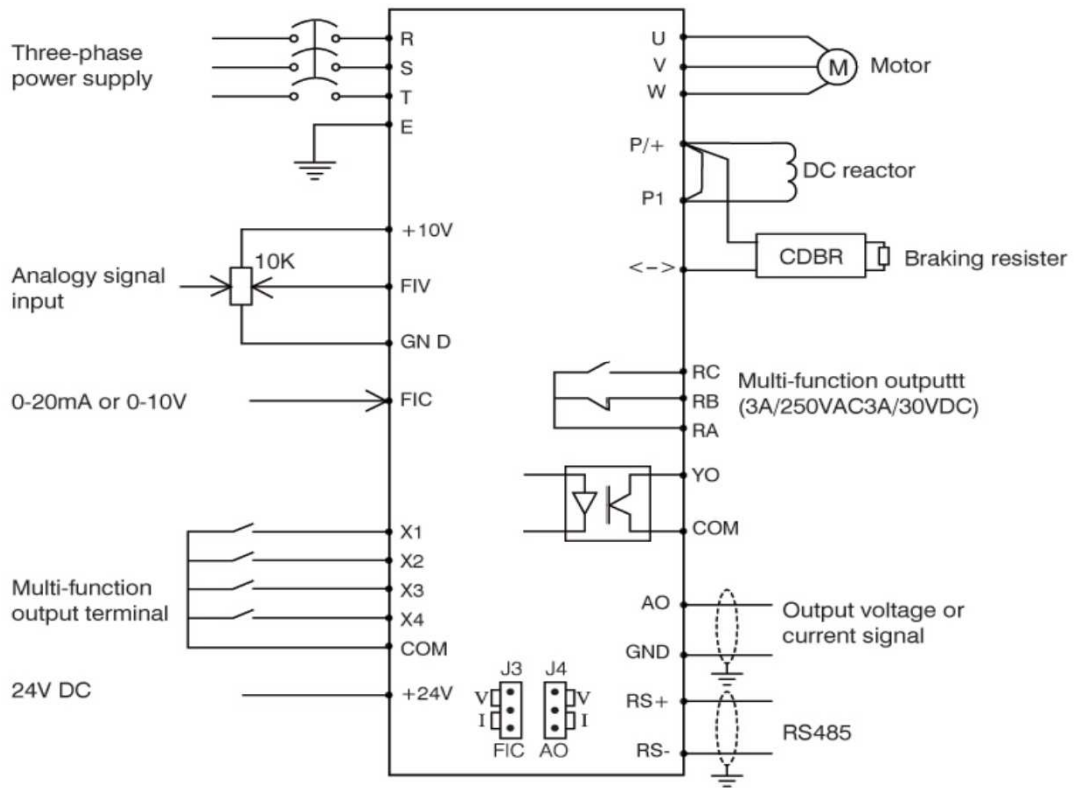 Three-phase
power supply
R
S
T
E
+10V
10K
Analogy signal
input
FIV
GN D
0-20mA or 0-10V
FIC
X1
X2
X3
X4
COM
Multi-function
output terminal
24V DC
+24V
J3 J4
V V
I I
FIC AO
U
V
W
M Motor
P/+
DC reactor
P1
<->
CDBR
Braking resister
RC
RB
RA
Multi-function outputtt
(3A/250VAC3A/30VDC)
YO
COM
AO
GND
Output voltage or
current signal
RS+
RS-
RS485